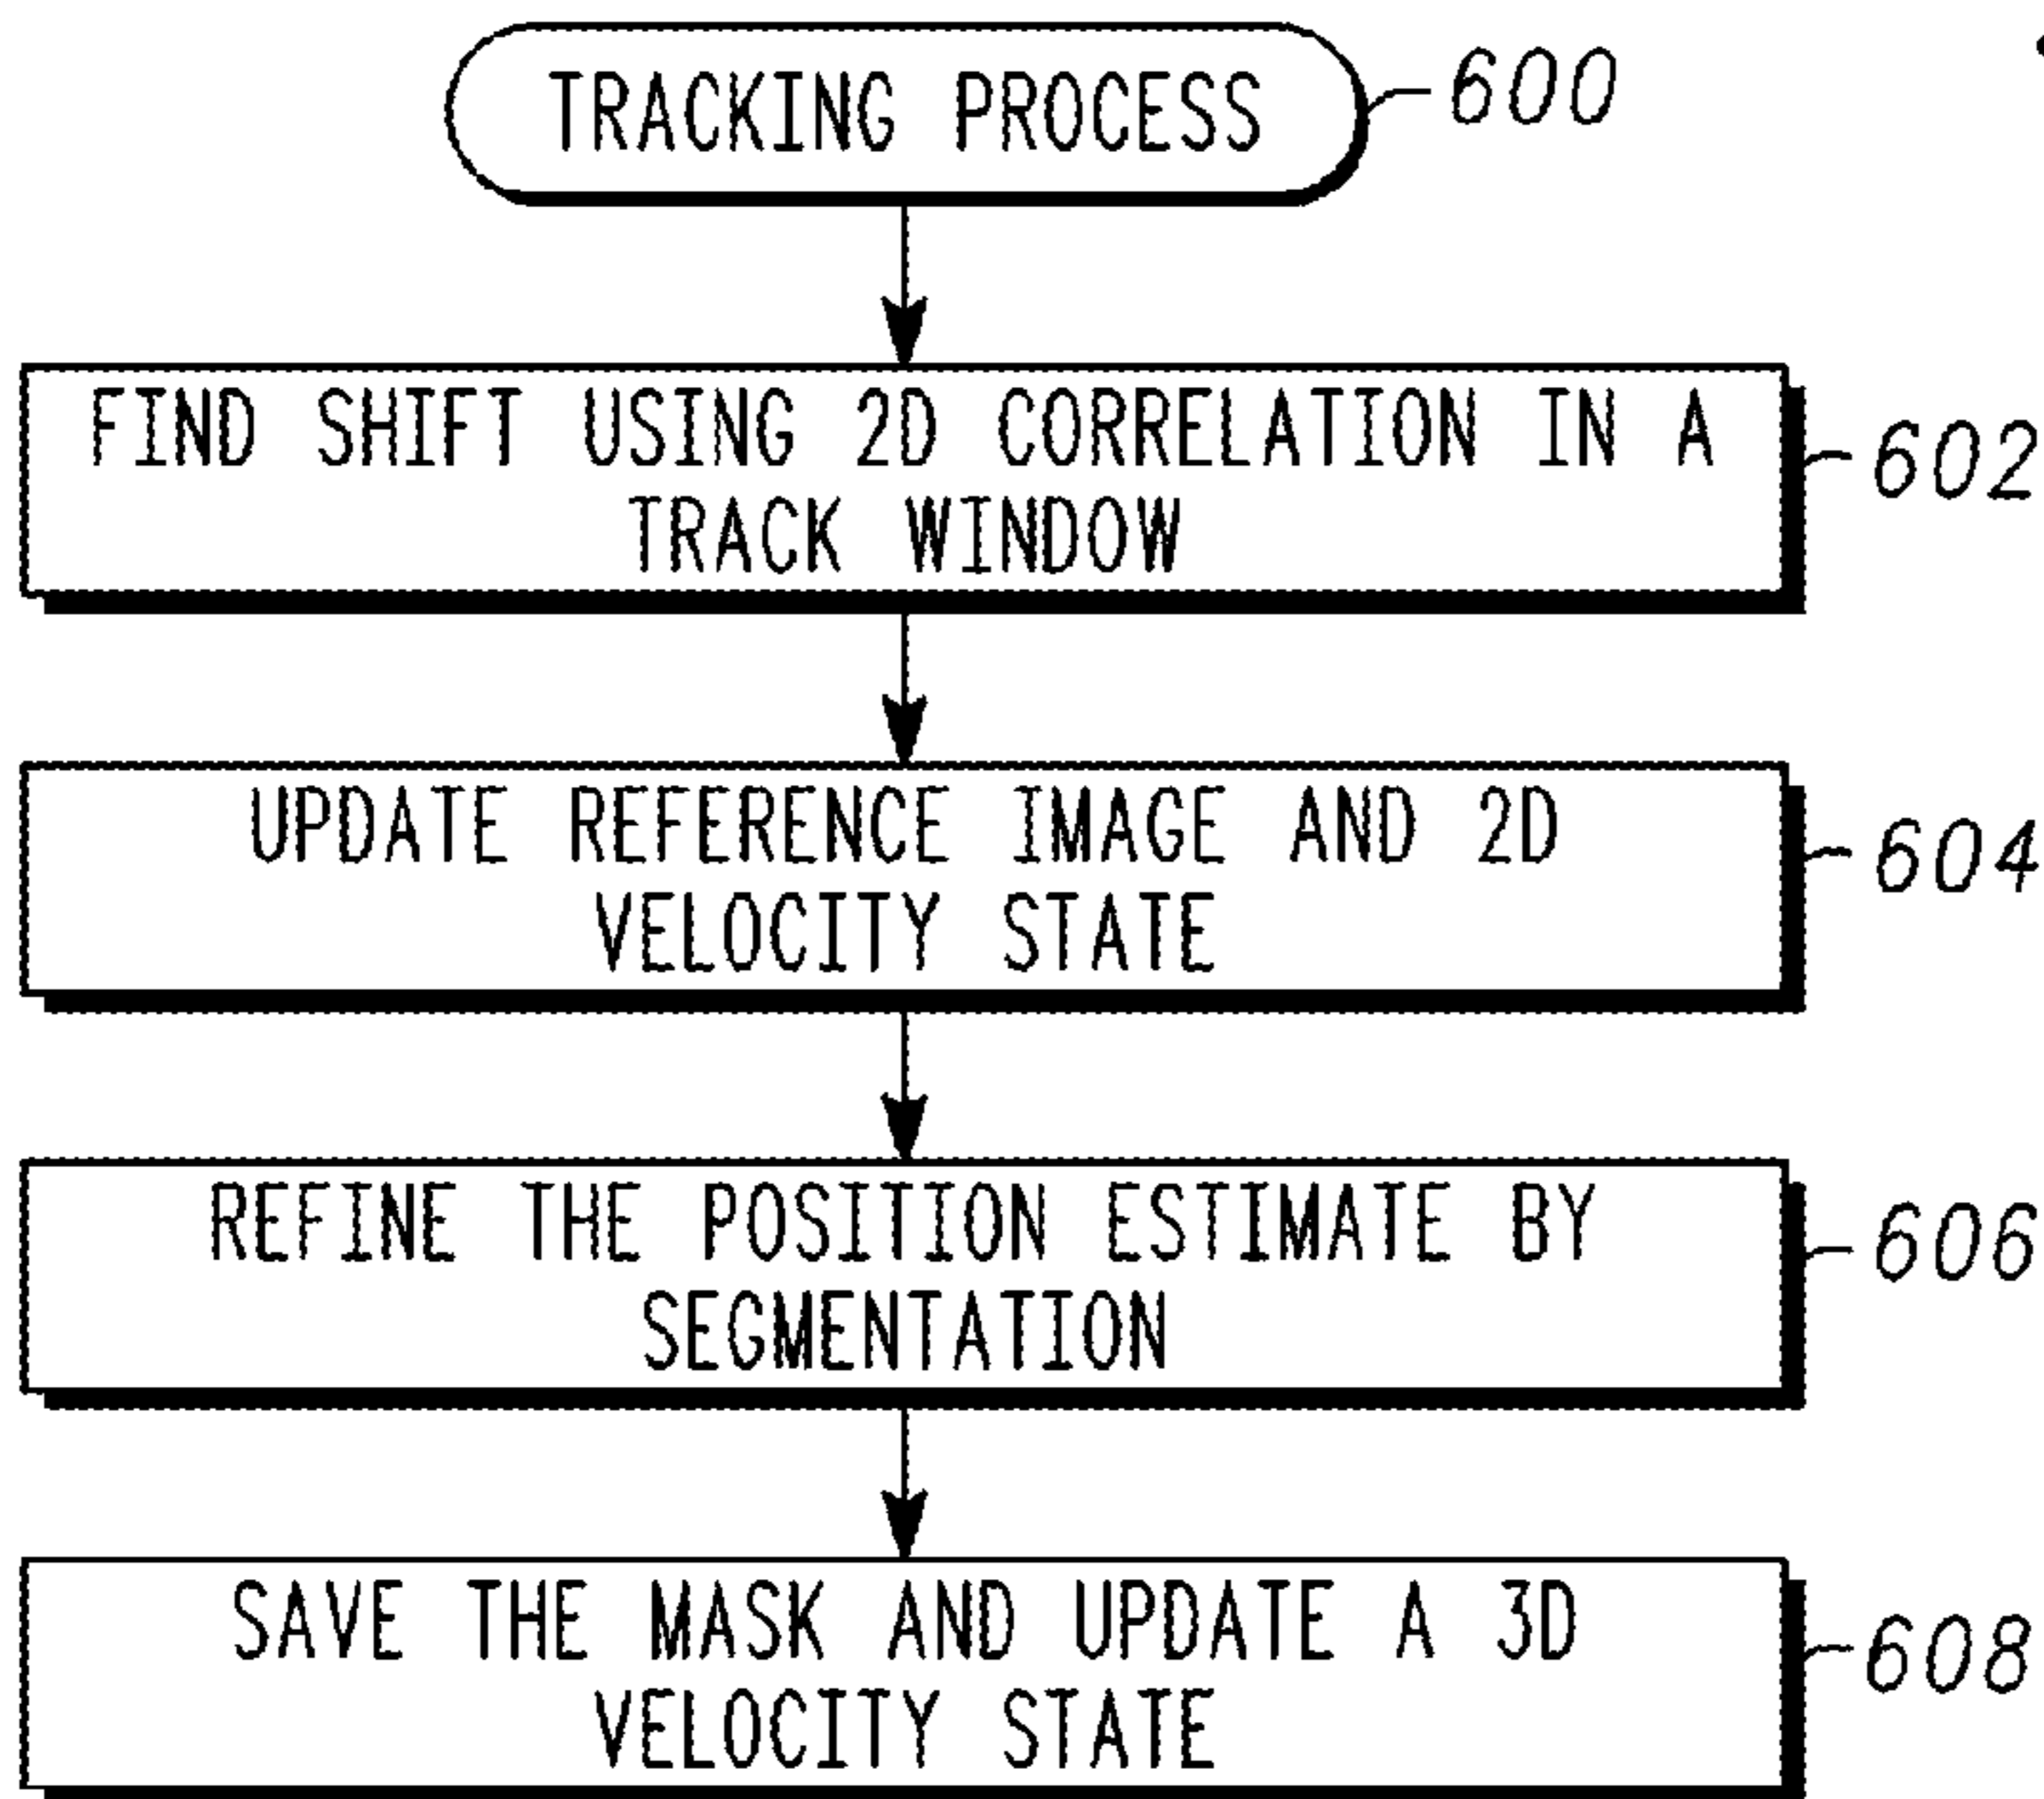 TRACKING PROCESS 600
FIND SHIFT USING 2D CORRELATION IN A
TRACK WINDOW
602
UPDATE REFERENCE IMAGE AND 2D
VELOCITY STATE
604
REFINE THE POSITION ESTIMATE BY
SEGMENTATION
606
SAVE THE MASK AND UPDATE A 3D
VELOCITY STATE
608